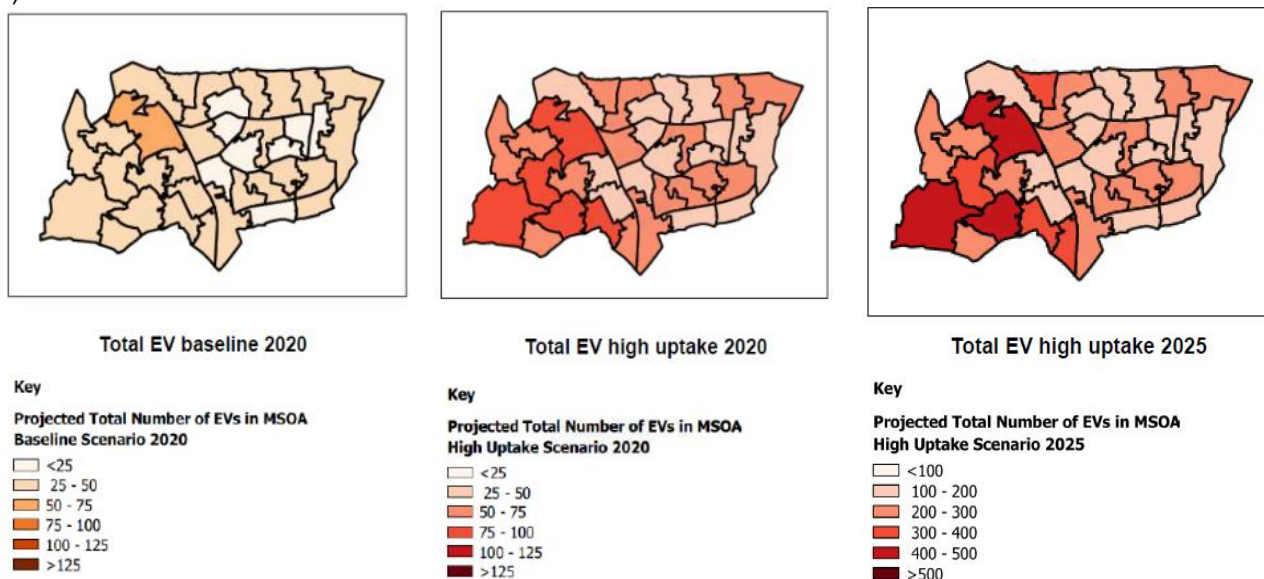 Total EV baseline 2020
Key
Projected Total Number of EVs in MSOA
Baseline Scenario 2020
<25
25 - 50
50 - 75
75 - 100
100 - 125
>125
Total EV high uptake 2020
Key
Projected Total Number of EVs in MSOA
High Uptake Scenario 2020
<25
25 - 50
50 - 75
75 - 100
100 - 125
>125
Total EV high uptake 2025
Key
Projected Total Number of EVs in MSOA
High Uptake Scenario 2025
<100
100 - 200
200 - 300
300 - 400
400 - 500
>500